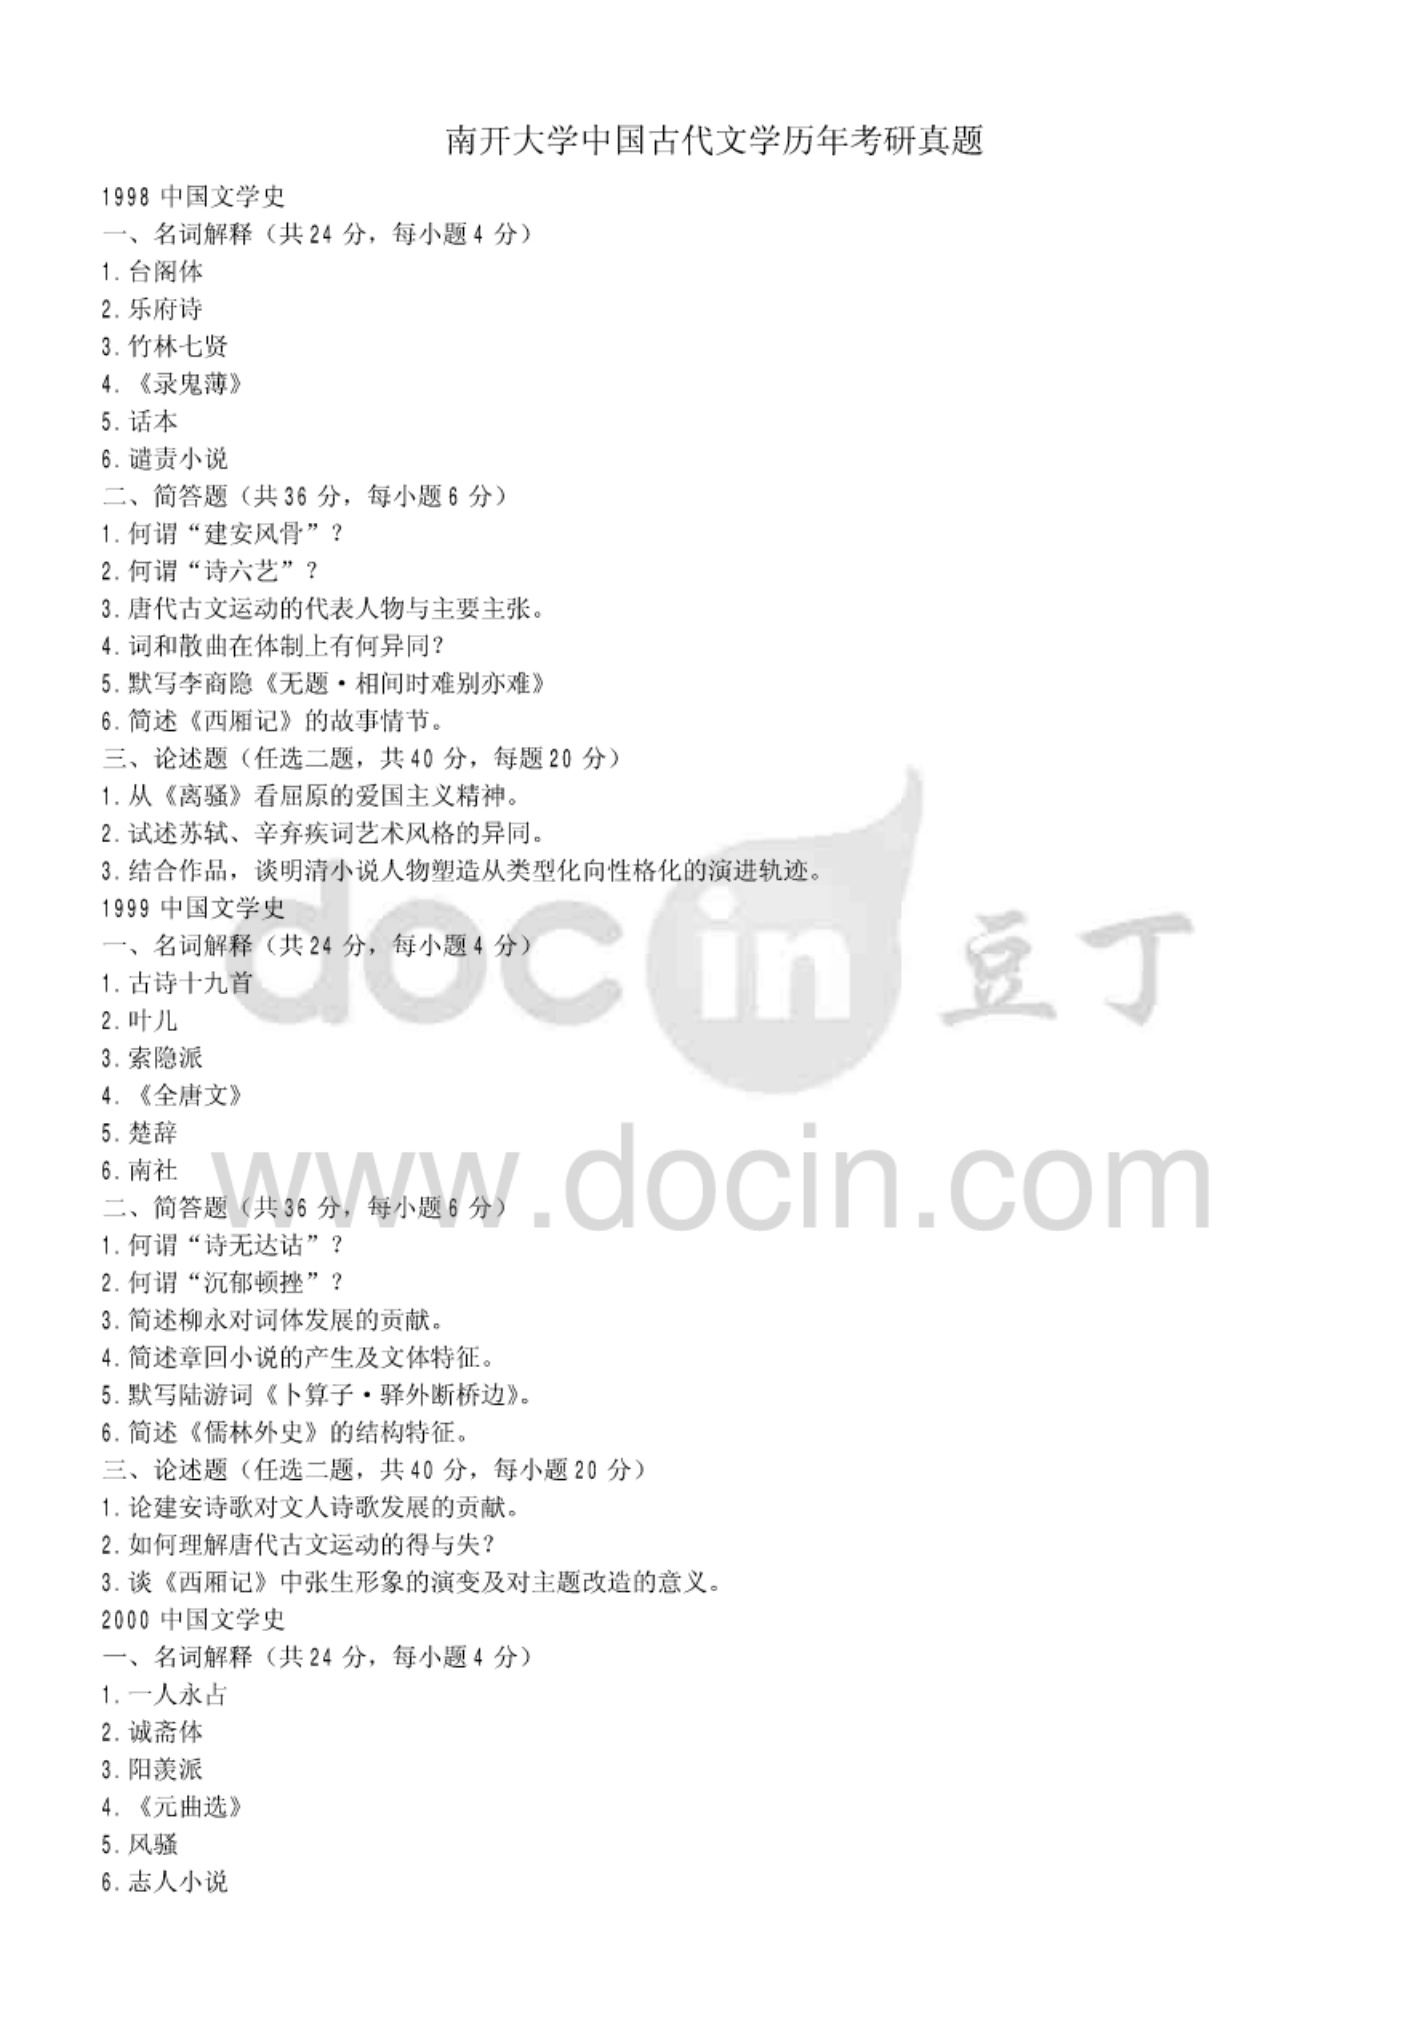 南开大学中国古代文学历年考研真题
1998 中国文学史
一、名词解释（共24 分，每小题4 分）
1.台阁体
2.乐府诗
3.竹林七贤
4.《录鬼薄》
5.话本
6.谴责小说
二、简答题（共36 分，每小题6 分）
1.何谓“建安风骨”？
2.何谓“诗六艺”？
3.唐代古文运动的代表人物与主要主张。
4.词和散曲在体制上有何异同？
5.默写李商隐《无题·相间时难别亦难》
6.简述《西厢记》的故事情节。
三、论述题（任选二题，共40 分，每题20 分）
1.从《离骚》看屈原的爱国主义精神。
2.试述苏轼、辛弃疾词艺术风格的异同。
3.结合作品，谈明清小说人物塑造从类型化向性格化的演进轨迹。
1999 中国文学史
一、名词解释（共24 分，每小题4 分）
1.古诗十九首
2.叶儿
3.索隐派
4.《全唐文》
5.楚辞
6.南社
二、简答题（共36 分，每小题6 分）
1.何谓“诗无达诂”？
2.何谓“沉郁顿挫”？
3.简述柳永对词体发展的贡献。
4.简述章回小说的产生及文体特征。
5.默写陆游词《卜算子·驿外断桥边》。
6.简述《儒林外史》的结构特征。
三、论述题（任选二题，共40 分，每小题20 分）
1.论建安诗歌对文人诗歌发展的贡献。
2.如何理解唐代古文运动的得与失？
3.谈《西厢记》中张生形象的演变及对主题改造的意义。
2000 中国文学史
一、名词解释（共24 分，每小题4 分）
1.一人永占
2.诚斋体
3.阳羡派
4.《元曲选》
5.风骚
6.志人小说
docin 豆丁
www.docin.com